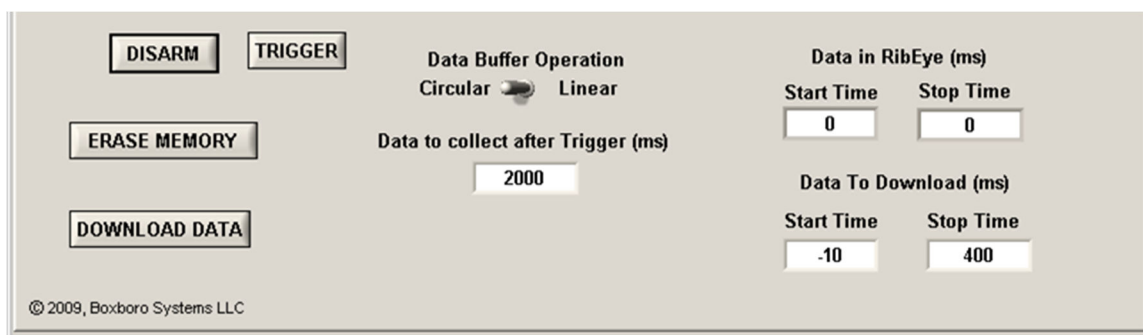 DISARM
TRIGGER
ERASE MEMORY
DOWNLOAD DATA
Data Buffer Operation
Circular Linear
Data to collect after Trigger (ms)
2000
Data in RibEye (ms)
Start Time Stop Time
0 0
Data To Download (ms)
Start Time Stop Time
-10 400
© 2009, Boxboro Systems LLC